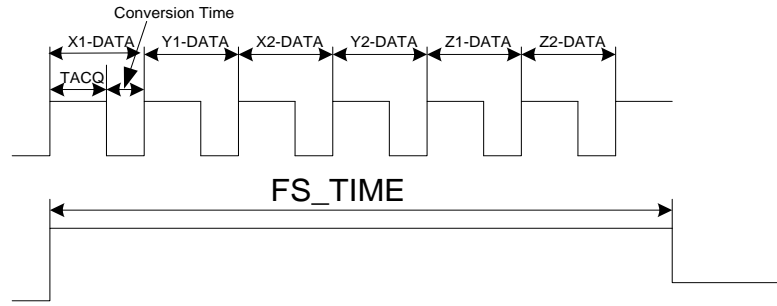 Conversion Time
X1-DATA Y1-DATA X2-DATA Y2-DATA Z1-DATA Z2-DATA
TACQ
FS_TIME